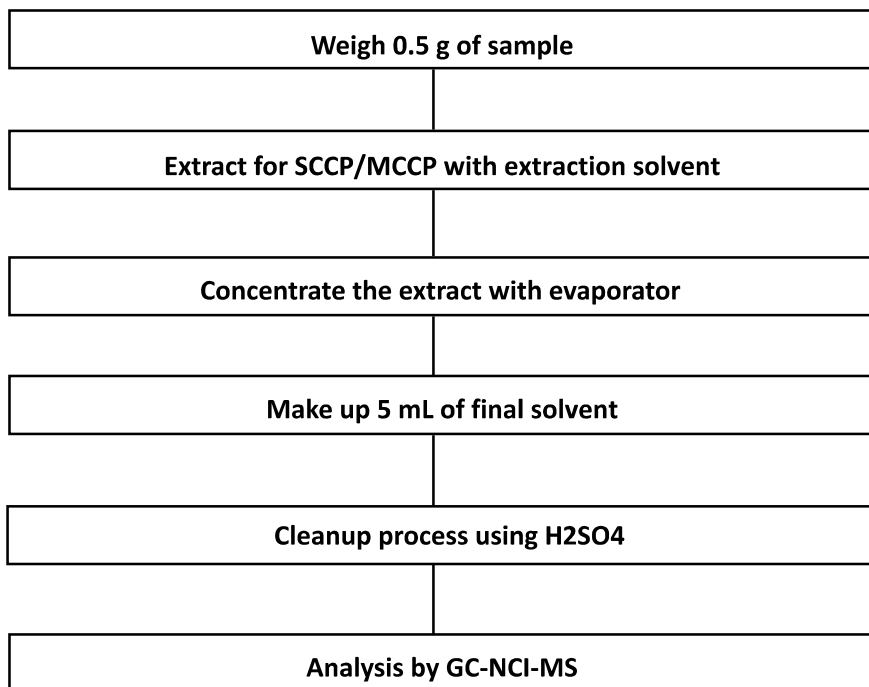 Weigh 0.5 g of sample
Extract for SCCP/MCCP with extraction solvent
Concentrate the extract with evaporator
Make up 5 mL of final solvent
Cleanup process using H2SO4
Analysis by GC-NCI-MS